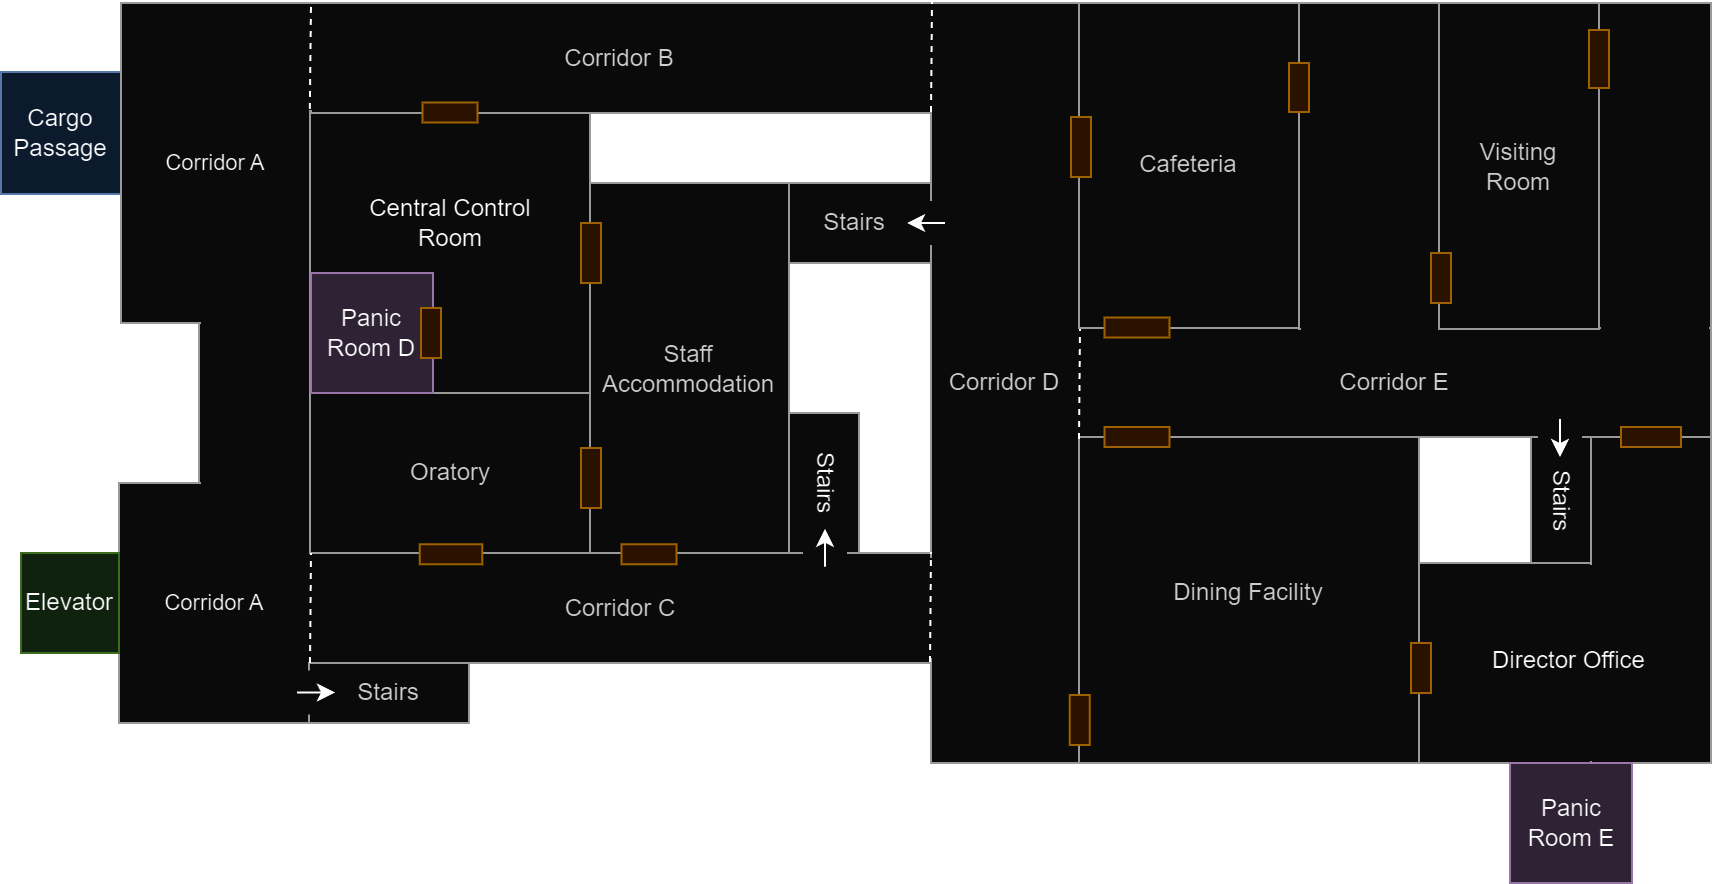 Corridor B
Cargo
Passage
Corridor A
Cafeteria
Visiting
Room
Central Control
Room
Stairs
Panic
Room D
Staff
Accommodation
Corridor D
Corridor E
Oratory
Stairs
Stairs
Elevator
Corridor A
Corridor C
Dining Facility
Director Office
Stairs
Panic
Room E